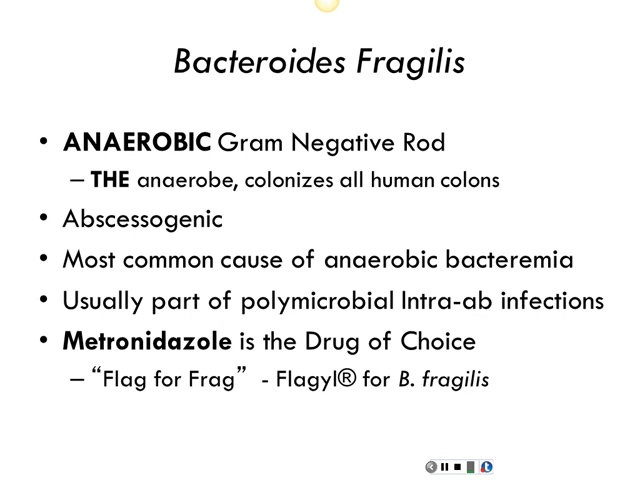 Bacteroides Fragilis
• ANAEROBIC Gram Negative Rod
– THE anaerobe, colonizes all human colons
• Abscessogenic
• Most common cause of anaerobic bacteremia
• Usually part of polymicrobial Intra-ab infections
• Metronidazole is the Drug of Choice
– “Flag for Frag” - Flagyl® for B. fragilis